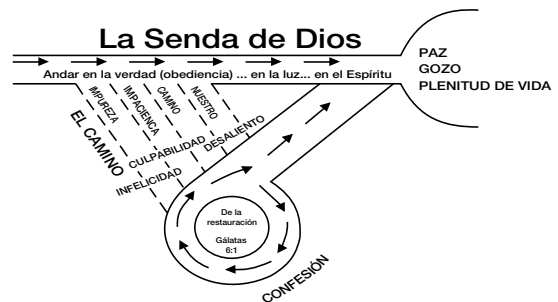 La Senda de Dios
Andar en la verdad (obediencia) ... en la luz... en el Espíritu
PAZ
GOZO
PLENITUD DE VIDA
IMPUREZA
IMPACIENCA
CAMINO
NUESTRO
EL CAMINO
CULPABILIDAD
DESALIENTO
INFELICIDAD
De la
restauración
Gálatas
6:1
CONFESIÓN